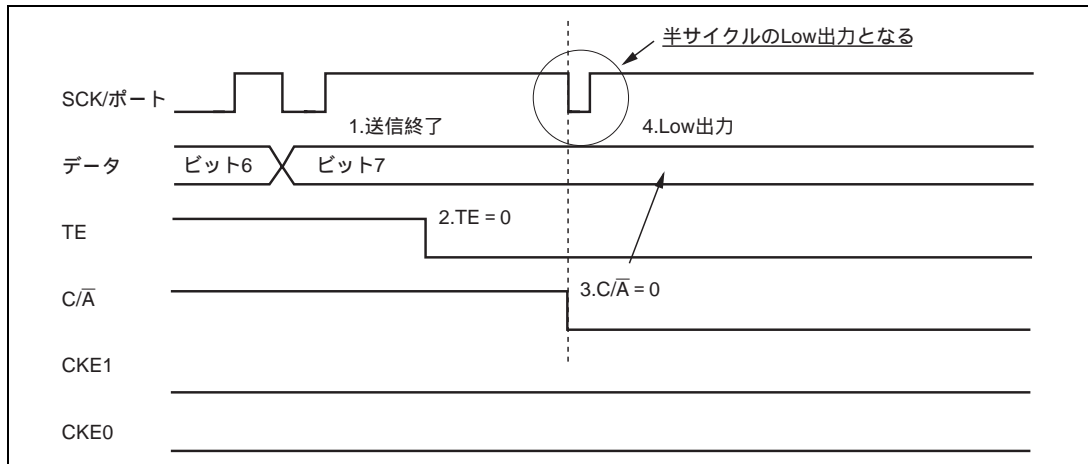 半サイクルのLow出力となる
SCK/ポート
1.送信終了
4.Low出力
データ
ビット6
ビット7
TE
2.TE = 0
C/A̅
3.C/A̅ = 0
CKE1
CKE0